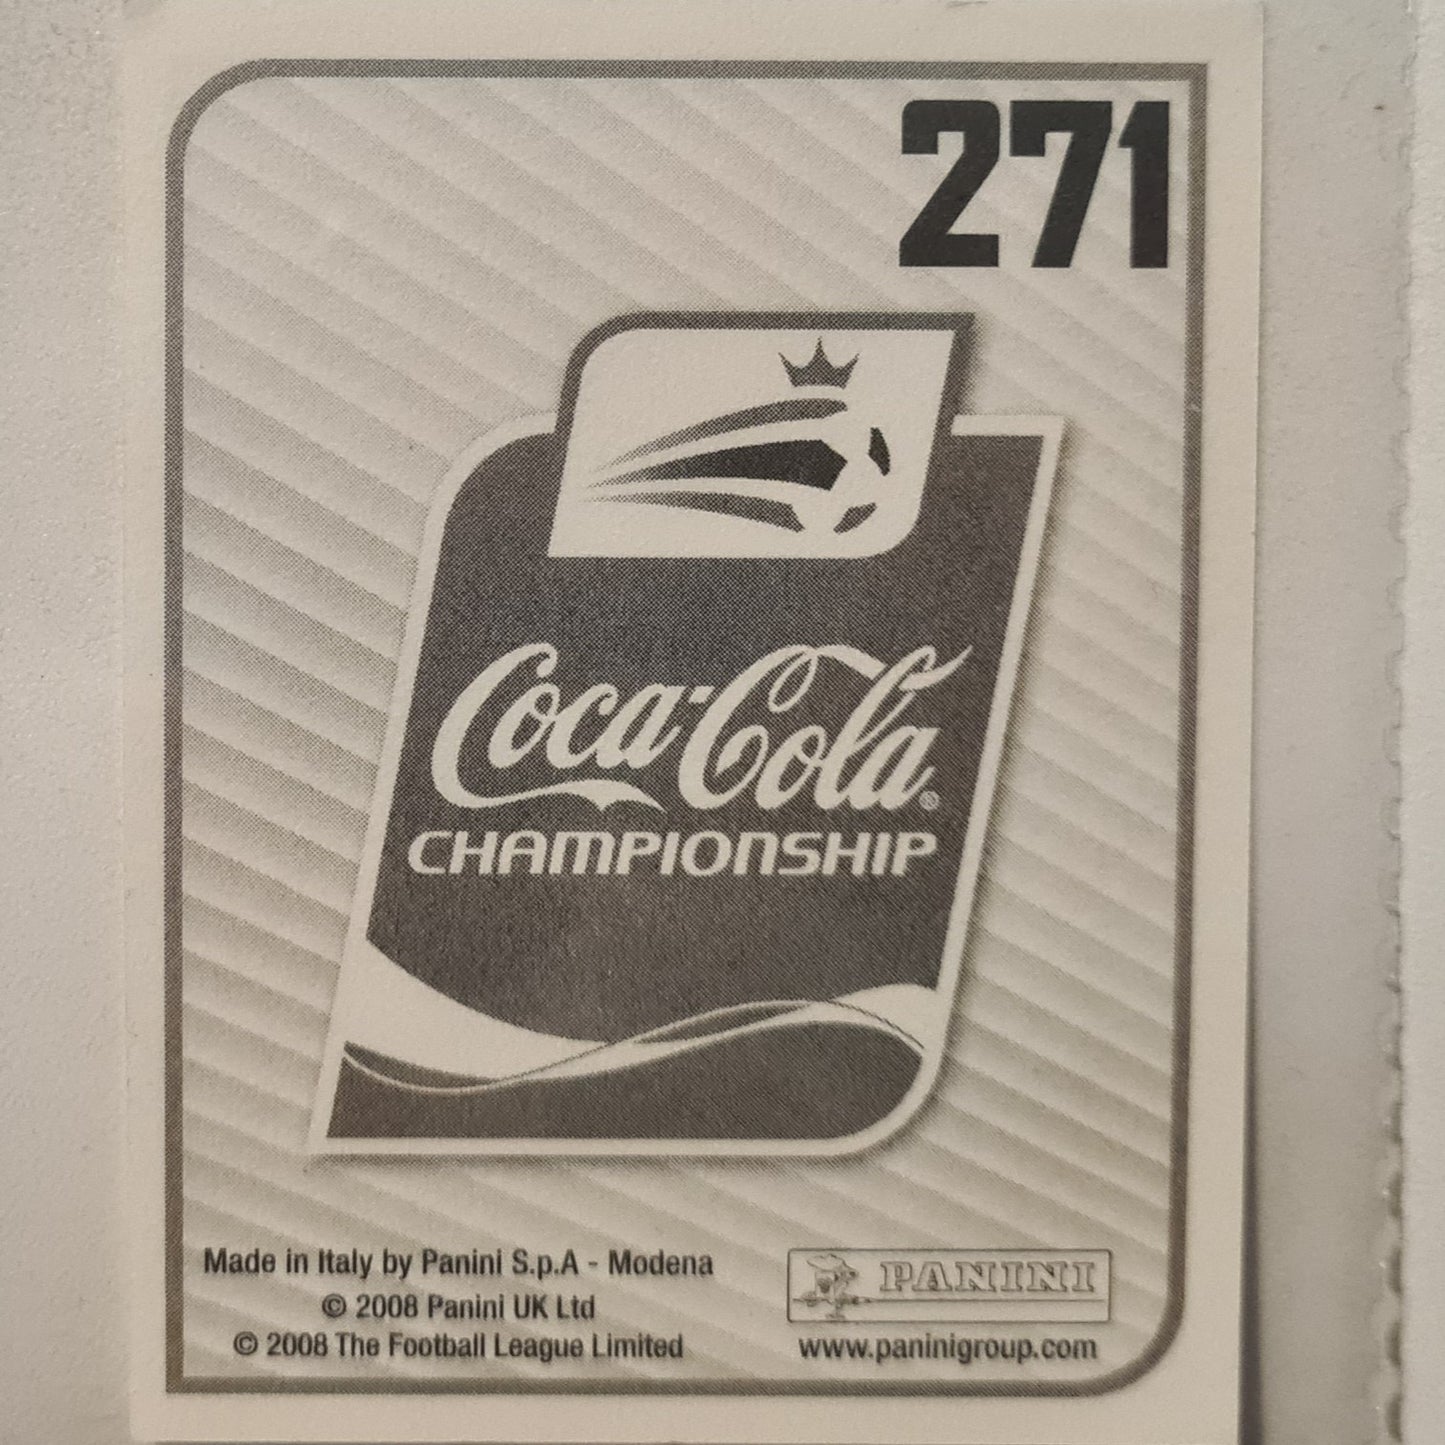 271
Coca-Cola®
CHAMPIONSHIP
Made in Italy by Panini S.p.A - Modena
© 2008 Panini UK Ltd
© 2008 The Football League Limited
PANINI
www.paninigroup.com